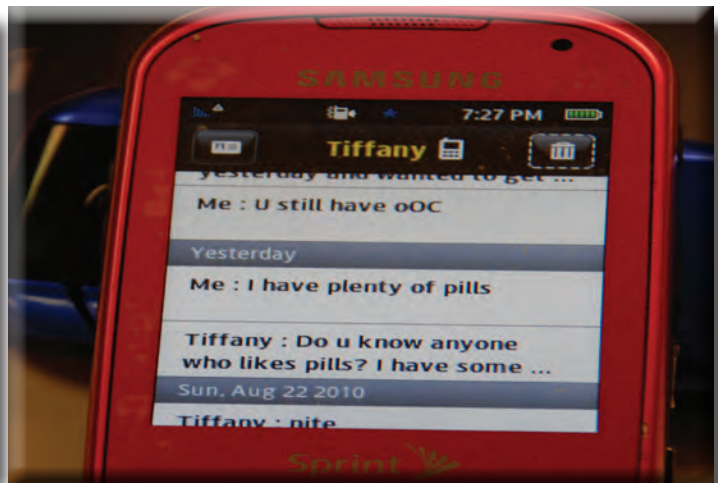 SAMSUNG
7:27 PM
Tiffany
yesterday and wanted to get ...
Me : U still have oOC
Yesterday
Me : I have plenty of pills
Tiffany : Do u know anyone
who likes pills? I have some ...
Sun, Aug 22 2010
Tiffany : nite
Sprint